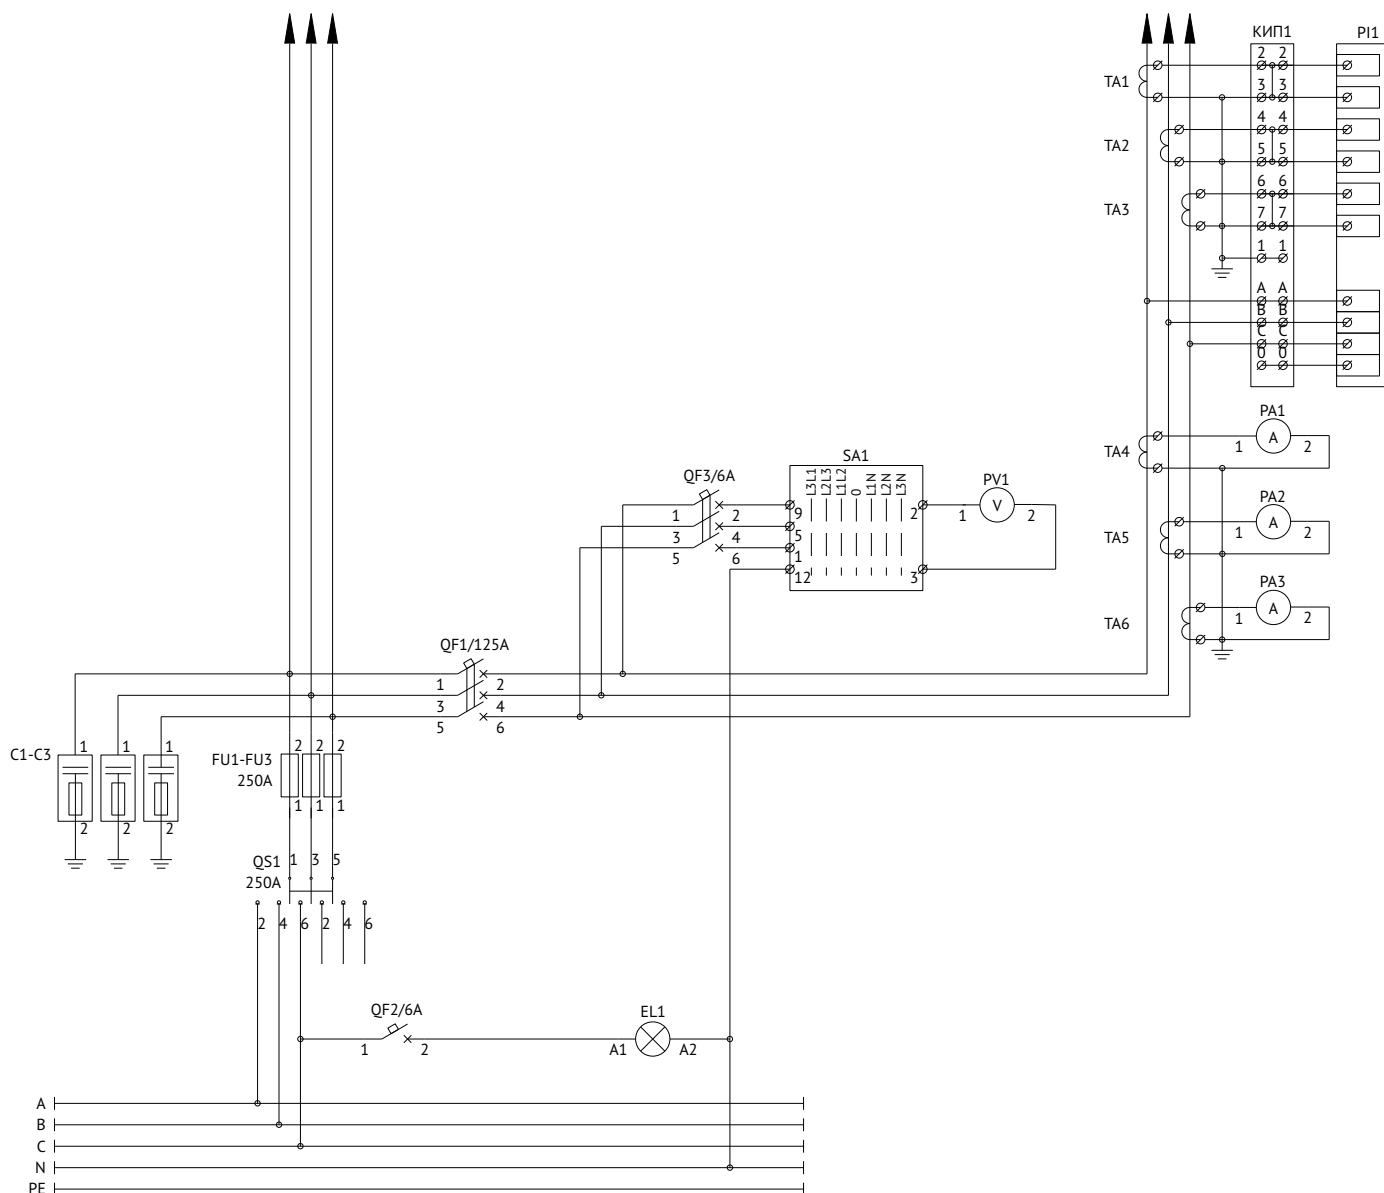 КИП1 PI1
2 2
TA1
3 3
4 4
TA2
5 5
6 6
TA3
7 7
1 1
A A
B B
C C
0 0
PA1
1 A 2
TA4
SA1
QF3/6A
L3L1 L2L3 L1L2 0 L1N L2N L3N
PV1
1 2 9 2 1 V 2
PA2
1 A 2
3 4 5
TA5
5 6 1
12 3
PA3
1 A 2
TA6
QF1/125A
1 2
3 4
5 6
C1-C3 1 1 1
FU1-FU3 2 2 2
250A
1 1 1
2 2 2
QS1 1 3 5
250A
2 4 6 2 4 6
QF2/6A EL1
1 2 A1 A2
A
B
C
N
PE